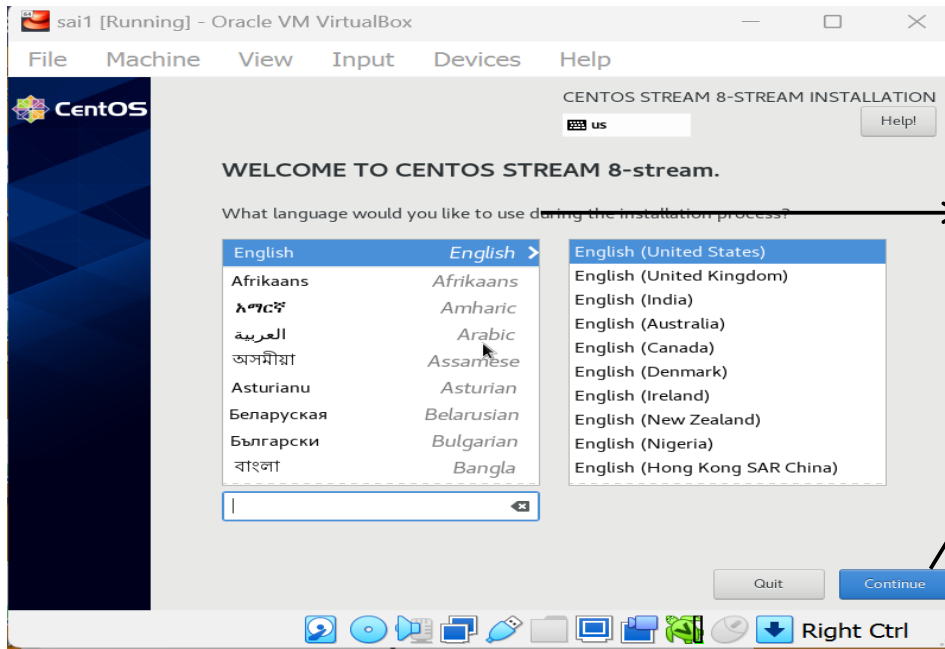 sai1 [Running] - Oracle VM VirtualBox
File Machine View Input Devices Help
CentOS
CENTOS STREAM 8-STREAM INSTALLATION
us
Help!
WELCOME TO CENTOS STREAM 8-stream.
What language would you like to use during the installation process?
English English
Afrikaans Afrikaans
አማርኛ Amharic
العربية Arabic
অসমীয়া Assamese
Asturianu Asturian
Беларуская Belarusian
Български Bulgarian
বাংলা Bangla
English (United States)
English (United Kingdom)
English (India)
English (Australia)
English (Canada)
English (Denmark)
English (Ireland)
English (New Zealand)
English (Nigeria)
English (Hong Kong SAR China)
Quit
Continue
Right Ctrl